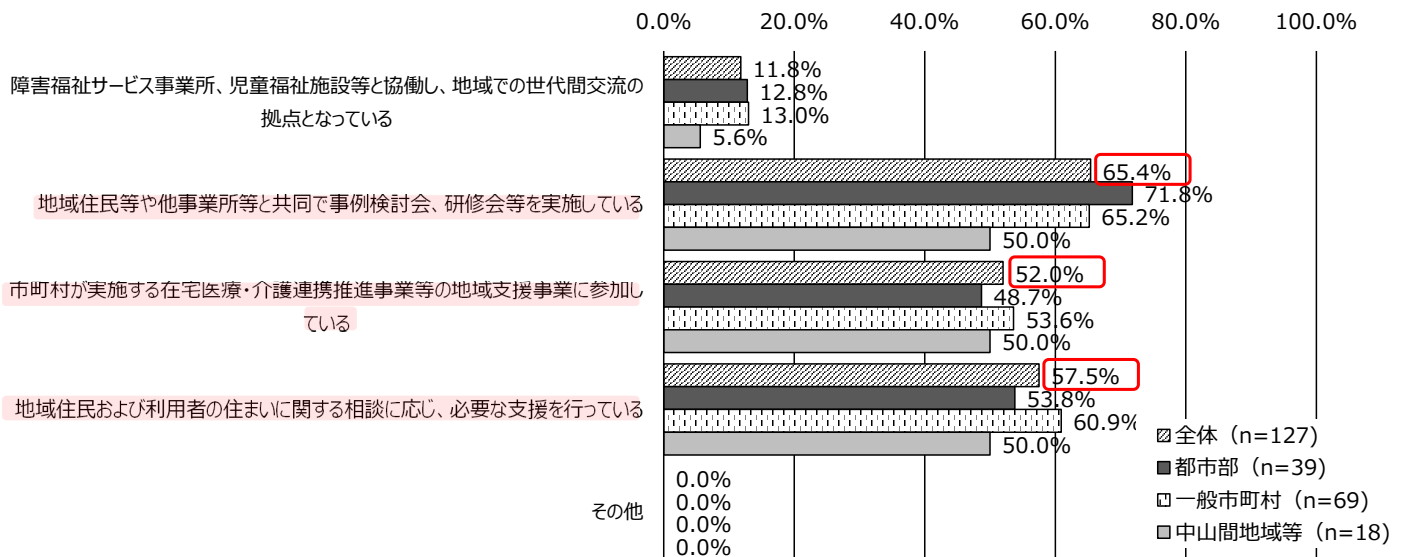 0.0% 20.0% 40.0% 60.0% 80.0% 100.0%
障害福祉サービス事業所、児童福祉施設等と協働し、地域での世代間交流の
拠点となっている
11.8%
12.8%
13.0%
5.6%
地域住民等や他事業所等と共同で事例検討会、研修会等を実施している
65.4%
71.8%
65.2%
50.0%
市町村が実施する在宅医療・介護連携推進事業等の地域支援事業に参加し
ている
52.0%
48.7%
53.6%
50.0%
地域住民および利用者の住まいに関する相談に応じ、必要な支援を行っている
57.5%
53.8%
60.9%
50.0%
その他
0.0%
0.0%
0.0%
0.0%
全体（n=127)
都市部（n=39)
一般市町村（n=69)
中山間地域等（n=18)